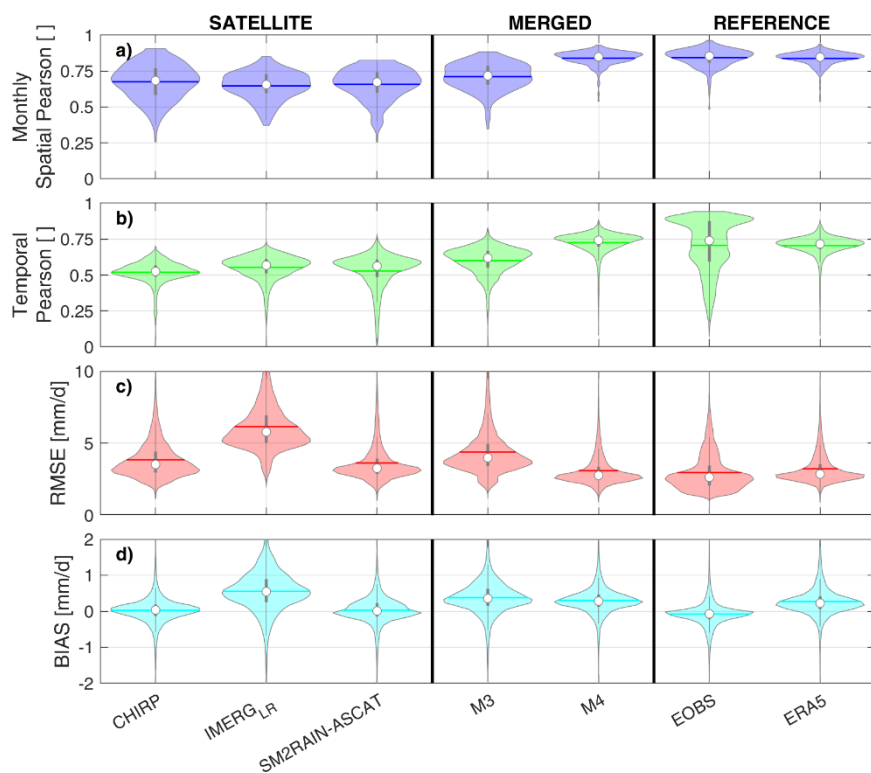 SATELLITE MERGED REFERENCE
a)
Monthly
Spatial Pearson [ ]
1
0.75
0.5
0.25
0
b)
Temporal
Pearson [ ]
1
0.75
0.5
0.25
0
c)
RMSE [mm/d]
10
5
0
d)
BIAS [mm/d]
2
1
0
-1
-2
CHIRP
IMERG_LR
SM2RAIN-ASCAT
M3
M4
EOBS
ERA5